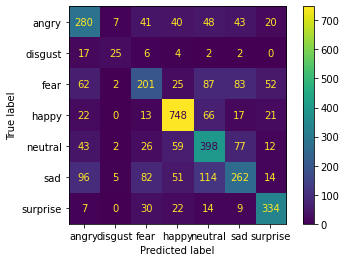 angry 280 7 41 40 48 43 20 700
disgust 17 25 6 4 2 2 0 600
fear 62 2 201 25 87 83 52 500
happy 22 0 13 748 66 17 21 400
neutral 43 2 26 59 398 77 12 300
sad 96 5 82 51 114 262 14 200
surprise 7 0 30 22 14 9 334 100
0
angry disgust fear happy neutral sad surprise
Predicted label
True label